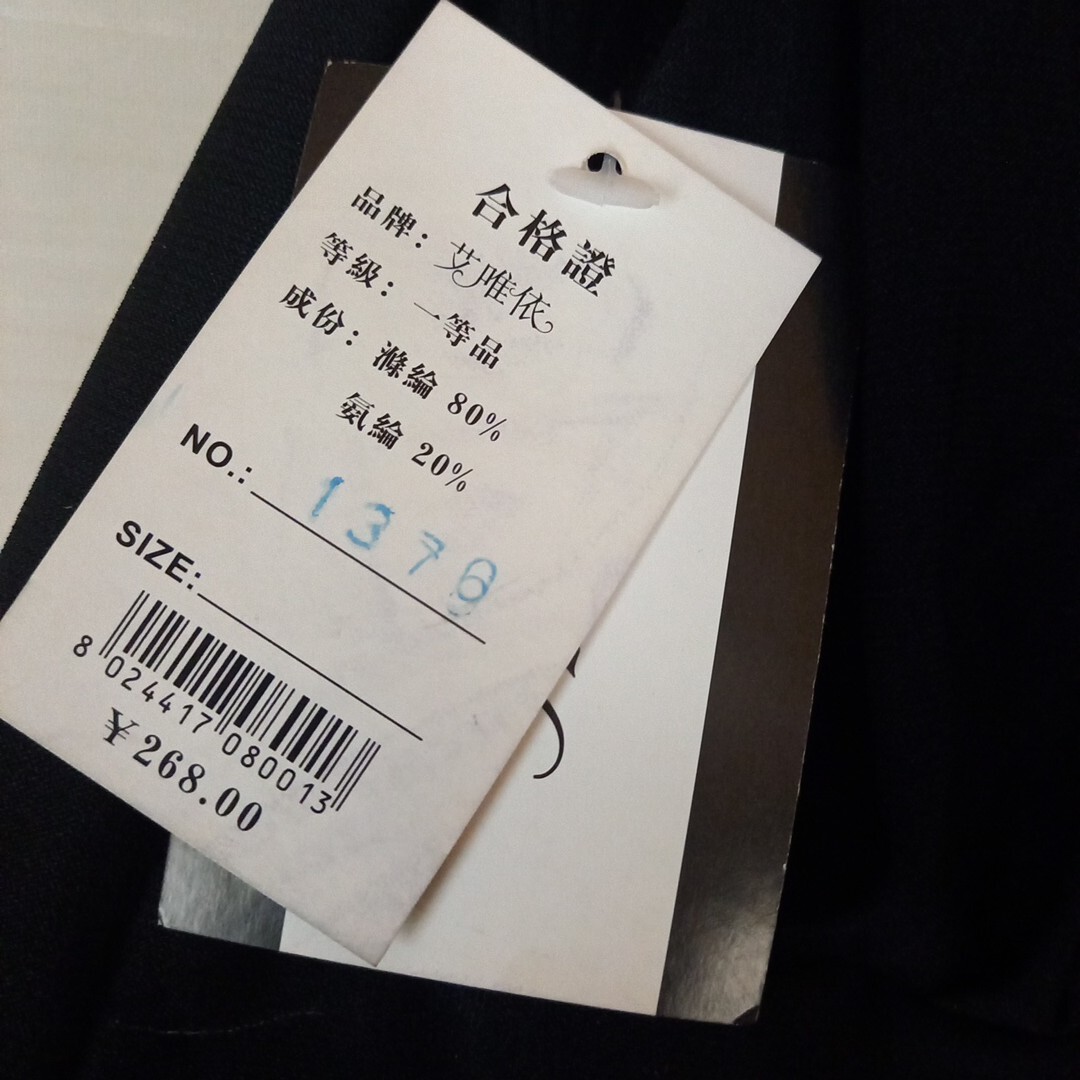 合格證
品牌：艾唯依
等級：一等品
成份：滌綸 80%
氨綸 20%
NO.: 1376
SIZE:
8 024417 080013
¥268.00